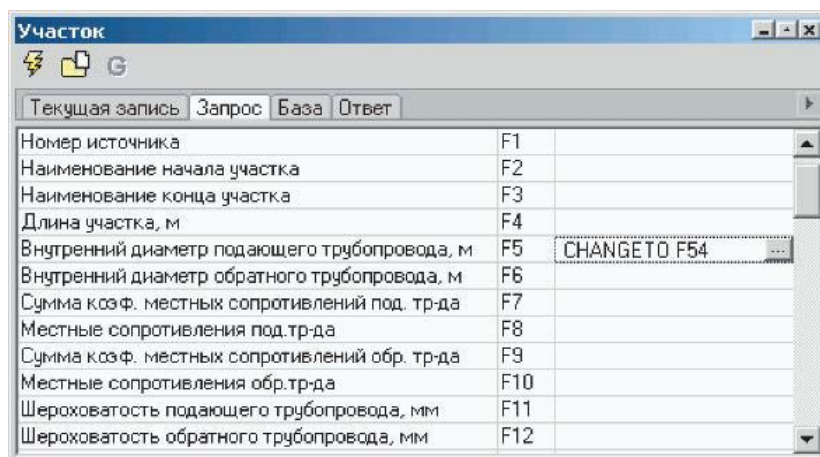 Участок
G
Текущая запись Запрос База Ответ
Номер источника F1
Наименование начала участка F2
Наименование конца участка F3
Длина участка, м F4
Внутренний диаметр подающего трубопровода, м F5 CHANGETO F54 ...
Внутренний диаметр обратного трубопровода, м F6
Сумма коэф. местных сопротивлений под. тр-да F7
Местные сопротивления под.тр-да F8
Сумма коэф. местных сопротивлений обр. тр-да F9
Местные сопротивления обр.тр-да F10
Шероховатость подающего трубопровода, мм F11
Шероховатость обратного трубопровода, мм F12